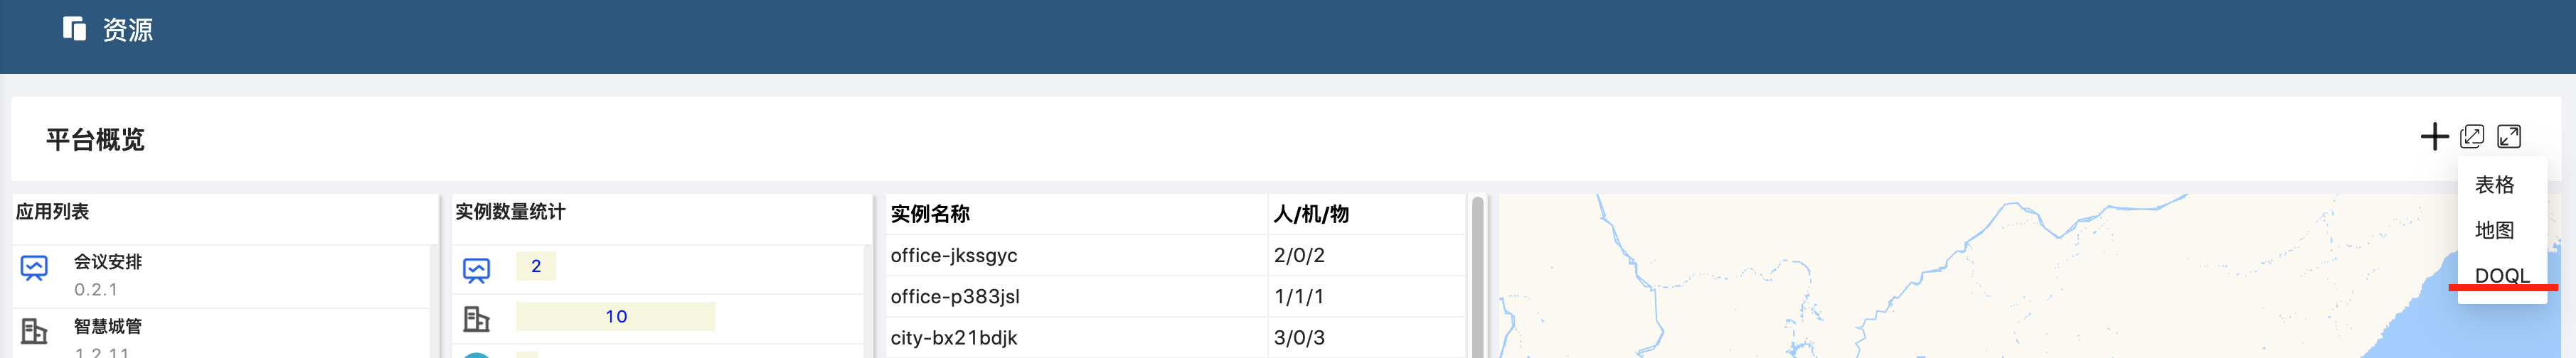 资源
平台概览
表格
地图
DOQL
应用列表
会议安排
0.2.1
智慧城管
1.2.11
实例数量统计
2
10
实例名称 人/机/物
office-jkssgyc 2/0/2
office-p383jsl 1/1/1
city-bx21bdjk 3/0/3